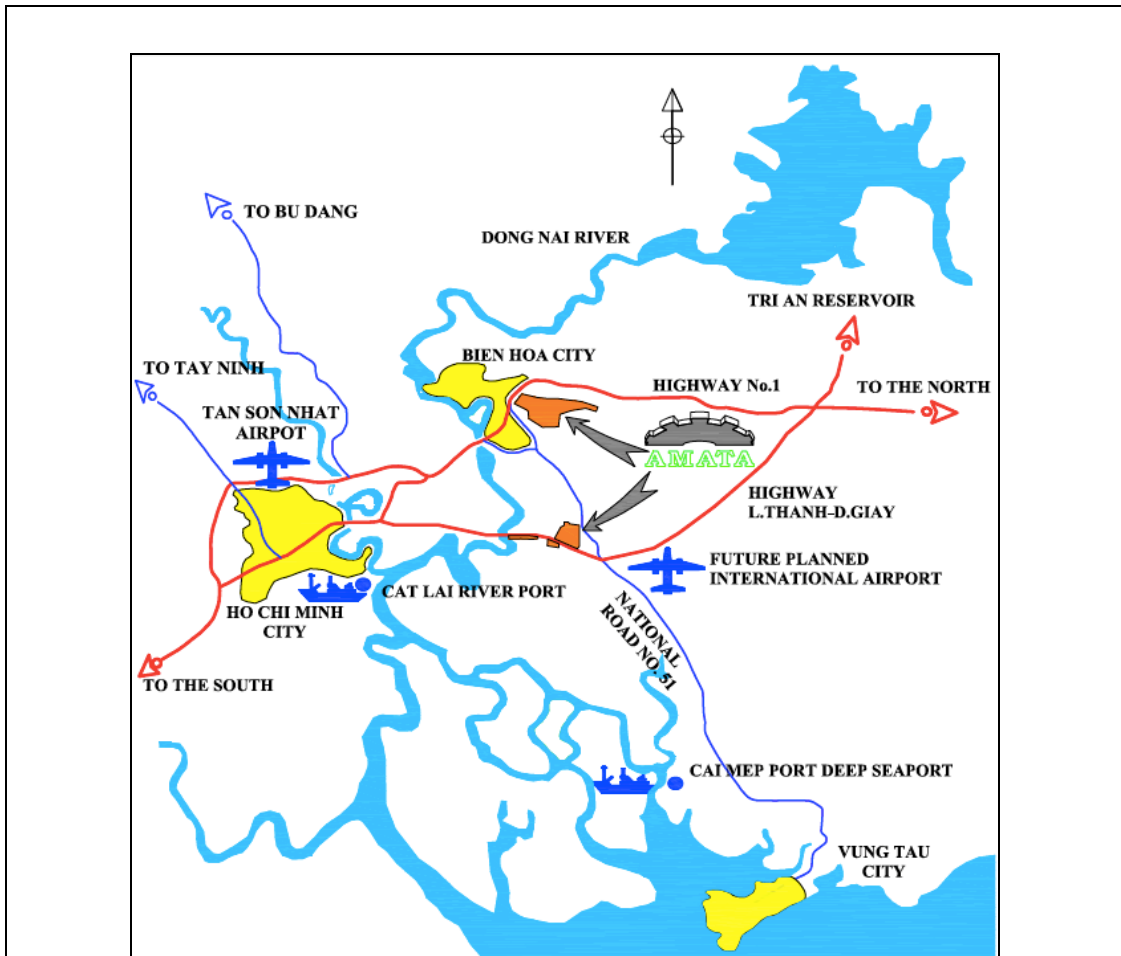 TO BU DANG
DONG NAI RIVER
TRI AN RESERVOIR
BIEN HOA CITY
TO TAY NINH
HIGHWAY No.1
TO THE NORTH
TAN SON NHAT
AIRPOT
AMATA
HIGHWAY
L.THANH-D.GIAY
FUTURE PLANNED
INTERNATIONAL AIRPORT
CAT LAI RIVER PORT
HO CHI MINH
CITY
NATIONAL
ROAD NO. 51
TO THE SOUTH
CAI MEP PORT DEEP SEAPORT
VUNG TAU
CITY